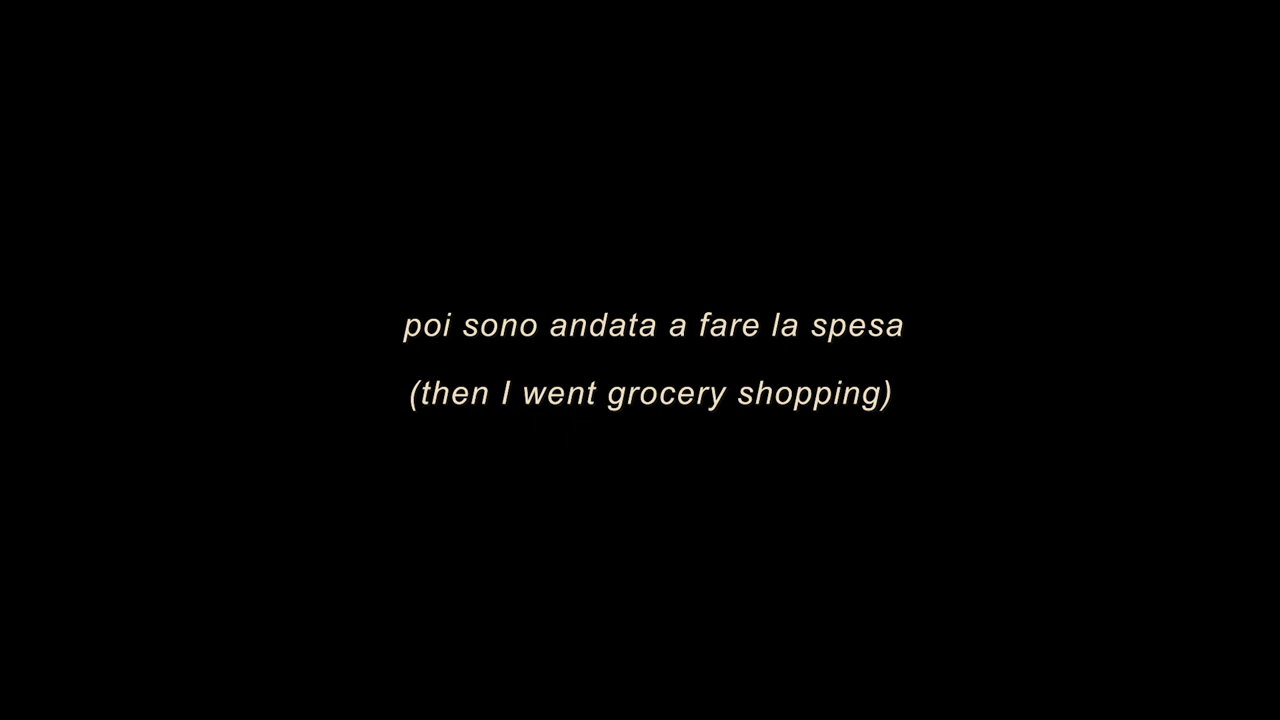 poi sono andata a fare la spesa
(then I went grocery shopping)